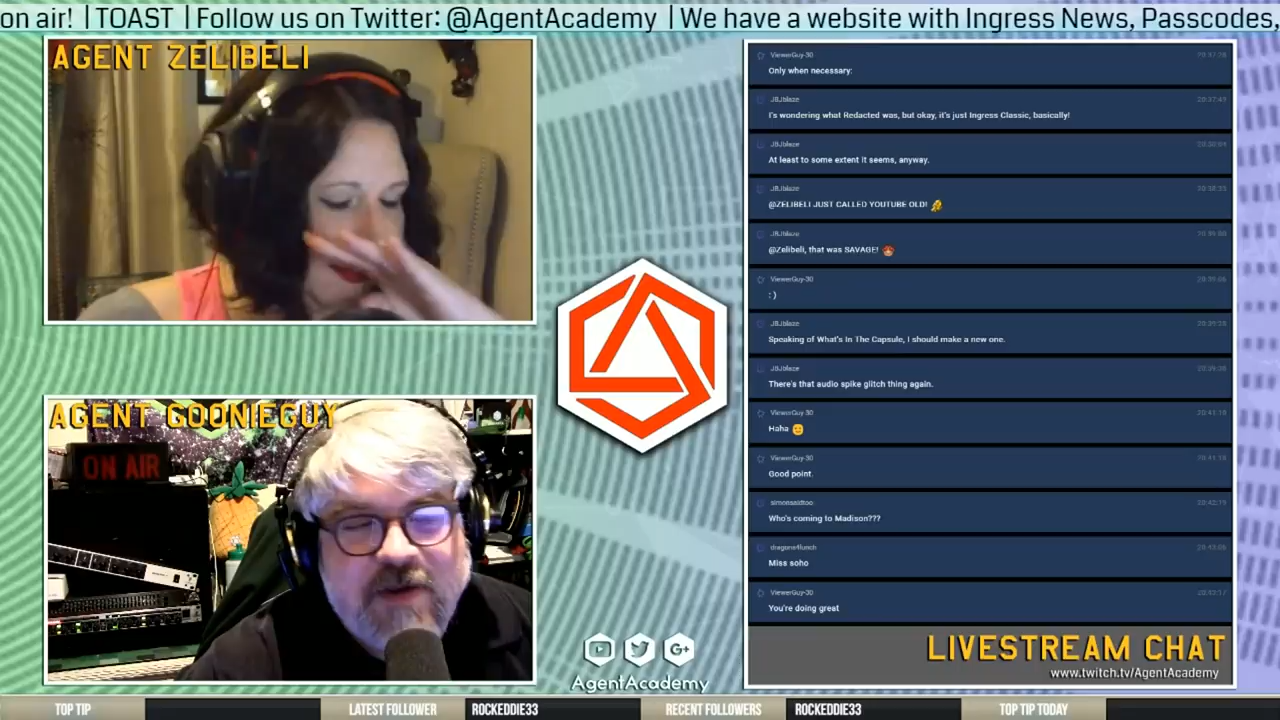 on air! | TOAST | Follow us on Twitter: @AgentAcademy | We have a website with Ingress News, Passcodes,
AGENT ZELIBELI
AGENT GOONIEGUY
ON AIR
ViewerGuy-30
Only when necessary:
JBJblaze
I's wondering what Redacted was, but okay, it's just Ingress Classic, basically!
JBJblaze
At least to some extent it seems, anyway.
JBJblaze
@ZELIBELI JUST CALLED YOUTUBE OLD!
JBJblaze
@Zelibeli, that was SAVAGE!
ViewerGuy-30
: )
JBJblaze
Speaking of What's In The Capsule, I should make a new one.
JBJblaze
There's that audio spike glitch thing again.
ViewerGuy-30
Haha
ViewerGuy-30
Good point.
simonsaidtoo
Who's coming to Madison???
Miss soho
ViewerGuy-30
You're doing great
LIVESTREAM CHAT
www.twitch.tv/AgentAcademy
G+
AgentAcademy
TOP TIP
LATEST FOLLOWER
ROCKEDDIE33
RECENT FOLLOWERS
ROCKEDDIE33
TOP TIP TODAY